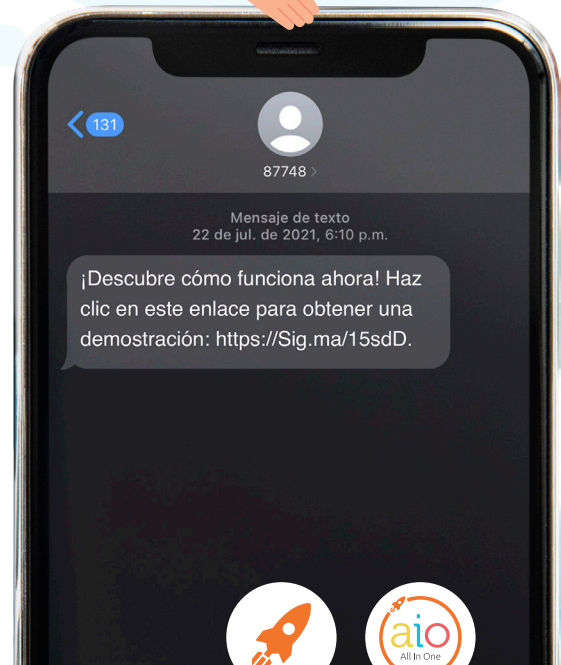 131
87748
Mensaje de texto
22 de jul. de 2021, 6:10 p.m.
¡Descubre cómo funciona ahora! Haz
clic en este enlace para obtener una
demostración: https://Sig.ma/15sdD.
aio
All In One